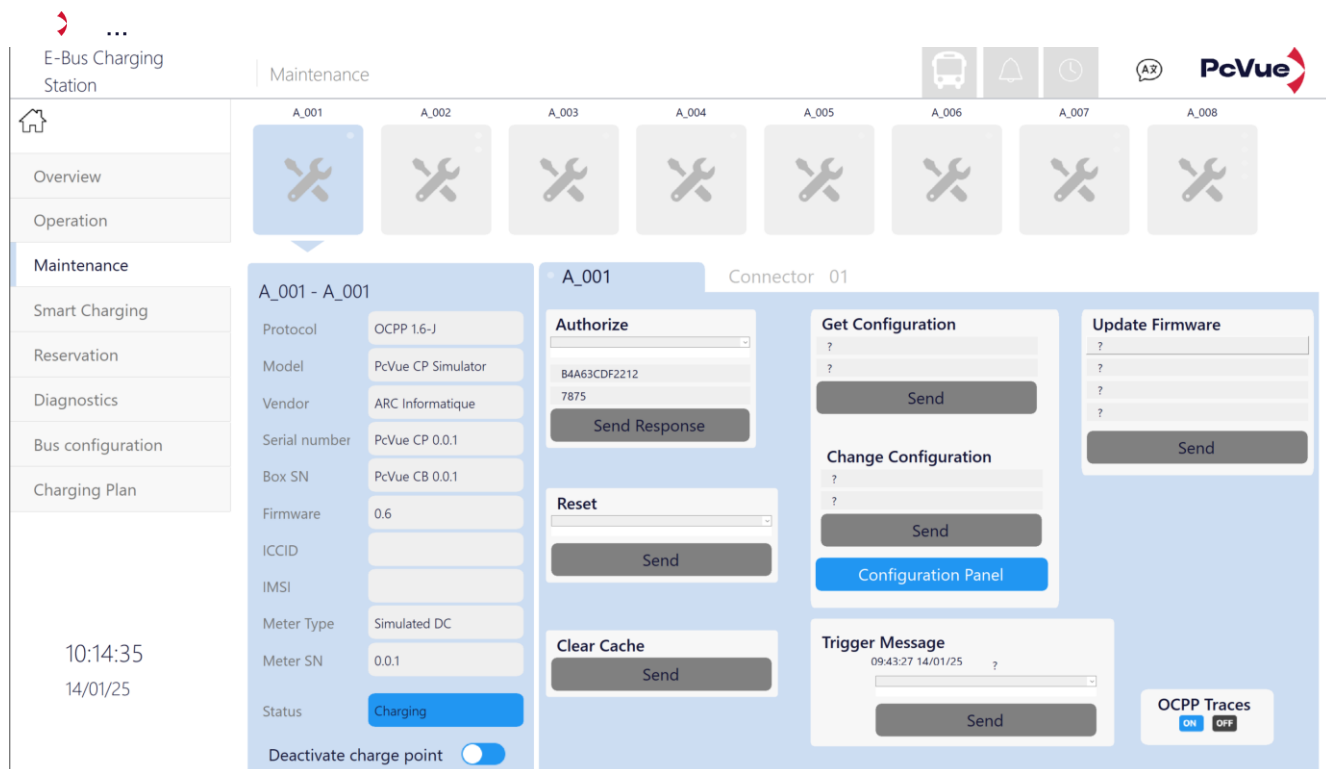 ...
E-Bus Charging
Station
Maintenance
PcVue
A_001
A_002
A_003
A_004
A_005
A_006
A_007
A_008
Overview
Operation
Maintenance
Smart Charging
Reservation
Diagnostics
Bus configuration
Charging Plan
10:14:35
14/01/25
A_001 - A_001
Protocol OCPP 1.6-J
Model PcVue CP Simulator
Vendor ARC Informatique
Serial number PcVue CP 0.0.1
Box SN PcVue CB 0.0.1
Firmware 0.6
ICCID
IMSI
Meter Type Simulated DC
Meter SN 0.0.1
Status Charging
Deactivate charge point
A_001
Connector 01
Authorize
B4A63CDF2212
7875
Send Response
Reset
Send
Clear Cache
Send
Get Configuration
?
?
Send
Change Configuration
?
?
Send
Configuration Panel
Trigger Message
09:43:27 14/01/25 ?
Send
Update Firmware
?
?
?
?
Send
OCPP Traces
ON OFF